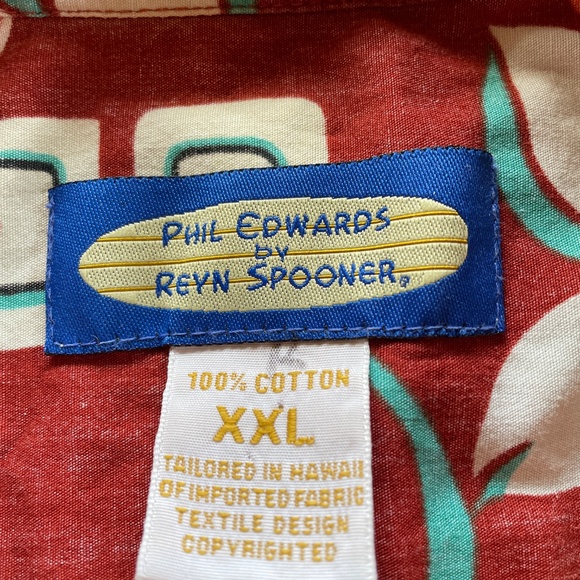 PHIL EDWARDS
by
REYN SPOONER®
100% COTTON
XXL
TAILORED IN HAWAII
OF IMPORTED FABRIC
TEXTILE DESIGN
COPYRIGHTED